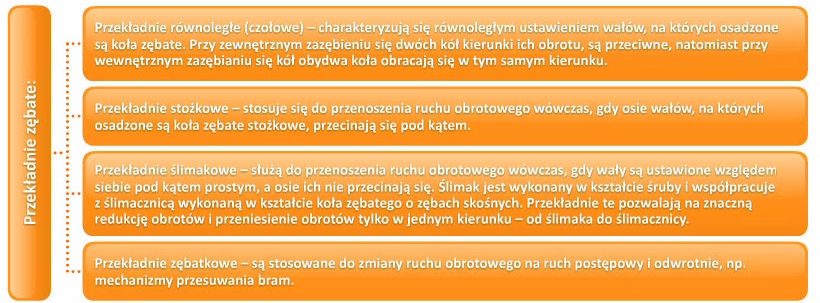 Przekładnie zębate:
Przekładnie równoległe (czołowe) – charakteryzują się równoległym ustawieniem wałów, na których osadzone
są koła zębate. Przy zewnętrznym zazębieniu się dwóch kół kierunki ich obrotu, są przeciwne, natomiast przy
wewnętrznym zazębianiu się kół obydwa koła obracają się w tym samym kierunku.
Przekładnie stożkowe – stosuje się do przenoszenia ruchu obrotowego wówczas, gdy osie wałów, na których
osadzone są koła zębate stożkowe, przecinają się pod kątem.
Przekładnie ślimakowe – służą do przenoszenia ruchu obrotowego wówczas, gdy wały są ustawione względem
siebie pod kątem prostym, a osie ich nie przecinają się. Ślimak jest wykonany w kształcie śruby i współpracuje
z ślimacznicą wykonaną w kształcie koła zębatego o zębach skośnych. Przekładnie te pozwalają na znaczną
redukcję obrotów i przeniesienie obrotów tylko w jednym kierunku – od ślimaka do ślimacznicy.
Przekładnie zębatkowe – są stosowane do zmiany ruchu obrotowego na ruch postępowy i odwrotnie, np.
mechanizmy przesuwania bram.